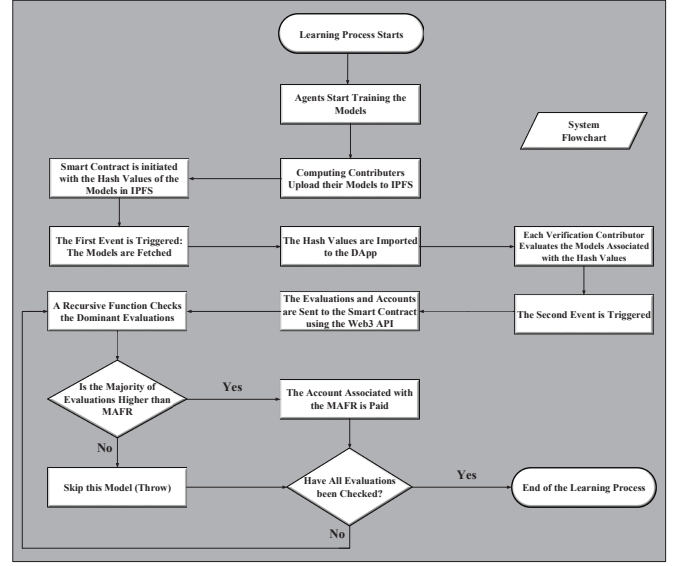 Learning Process Starts
Agents Start Training the
Models
System
Flowchart
Smart Contract is initiated
with the Hash Values of the
Models in IPFS
Computing Contributers
Upload their Models to IPFS
The First Event is Triggered:
The Models are Fetched
The Hash Values are Imported
to the DApp
Each Verification Contributor
Evaluates the Models Associated
with the Hash Values
A Recursive Function Checks
the Dominant Evaluations
The Evaluations and Accounts
are Sent to the Smart Contract
using the Web3 API
The Second Event is Triggered
Is the Majority of
Evaluations Higher than
MAFR
Yes
The Account Associated with
the MAFR is Paid
No
Skip this Model (Throw)
Have All Evaluations
been Checked?
Yes
End of the Learning Process
No